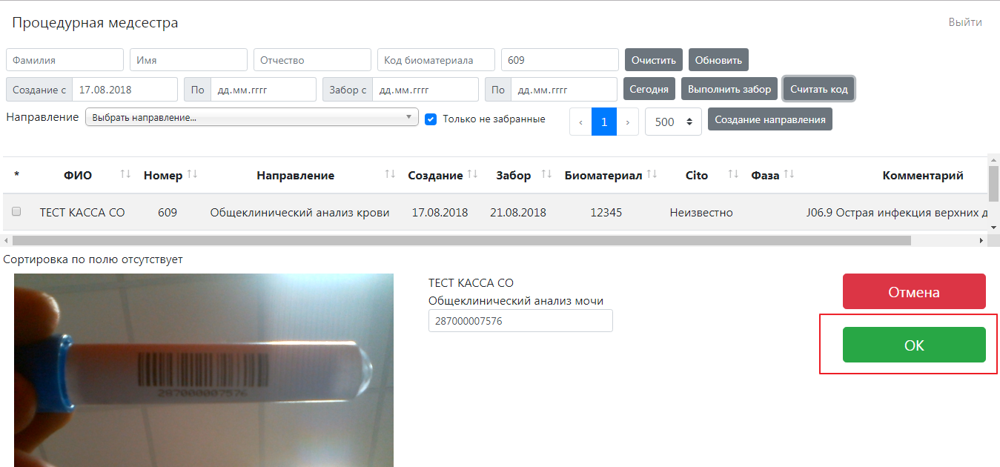 Процедурная медсестра Выйти
Фамилия Имя Отчество Код биоматериала 609 Очистить Обновить
Создание с 17.08.2018 По дд.мм.гггг Забор с дд.мм.гггг По дд.мм.гггг Сегодня Выполнить забор Считать код
Направление Выбрать направление... Только не забранные ‹ 1 › 500 Создание направления
* ФИО Номер Направление Создание Забор Биоматериал Cito Фаза Комментарий
ТЕСТ КАССА СО 609 Общеклинический анализ крови 17.08.2018 21.08.2018 12345 Неизвестно J06.9 Острая инфекция верхних д
Сортировка по полю отсутствует
287000007576
ТЕСТ КАССА СО
Общеклинический анализ мочи
287000007576
Отмена
ОК